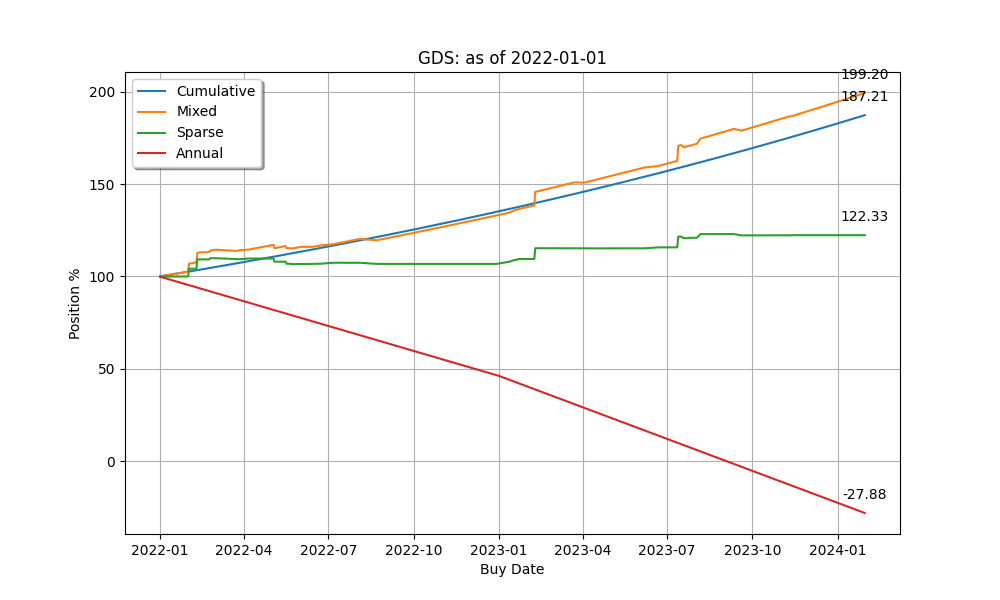 GDS: as of 2022-01-01
Cumulative
Mixed
Sparse
Annual
199.20
187.21
122.33
-27.88
200
150
100
50
0
Position %
2022-01 2022-04 2022-07 2022-10 2023-01 2023-04 2023-07 2023-10 2024-01
Buy Date